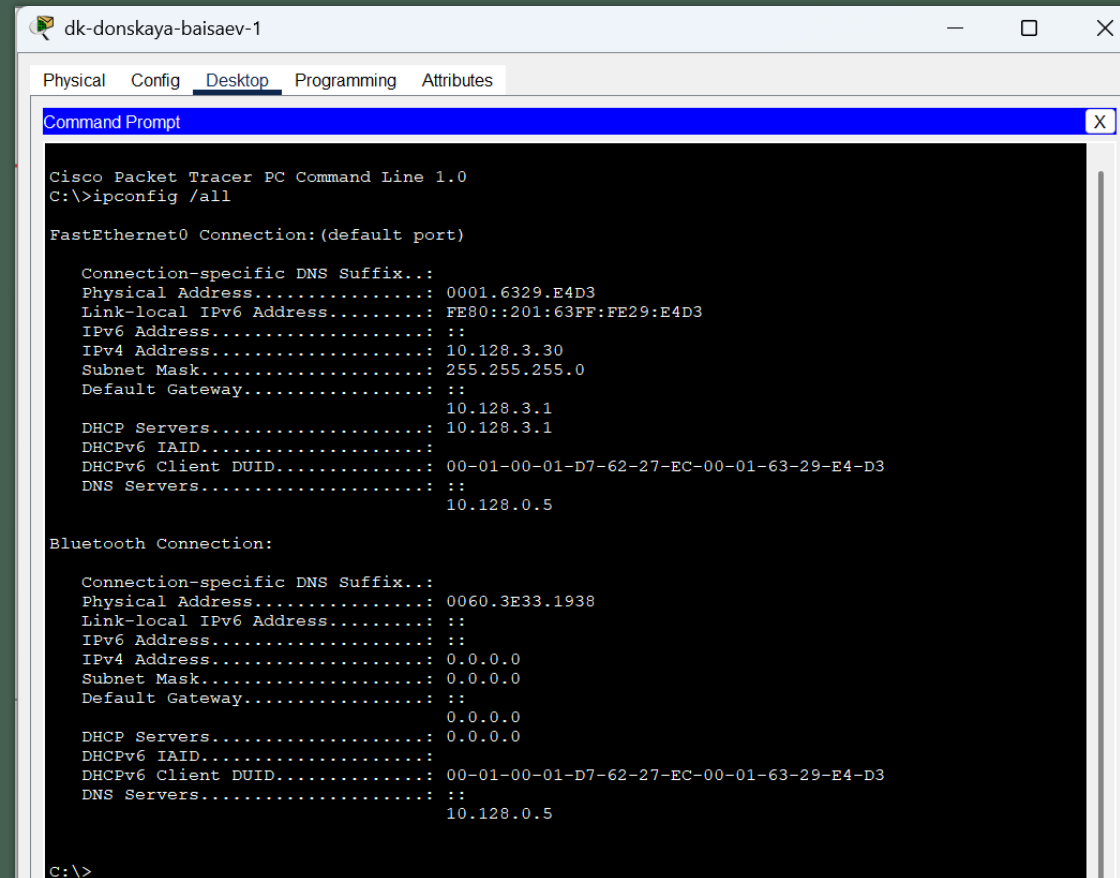 dk-donskaya-baisaev-1
Physical Config Desktop Programming Attributes
Command Prompt
X
Cisco Packet Tracer PC Command Line 1.0
C:\>ipconfig /all
FastEthernet0 Connection:(default port)
Connection-specific DNS Suffix..:
Physical Address................: 0001.6329.E4D3
Link-local IPv6 Address.........: FE80::201:63FF:FE29:E4D3
IPv6 Address....................: ::
IPv4 Address....................: 10.128.3.30
Subnet Mask.....................: 255.255.255.0
Default Gateway.................: ::
10.128.3.1
DHCP Servers....................: 10.128.3.1
DHCPv6 IAID.....................:
DHCPv6 Client DUID..............: 00-01-00-01-D7-62-27-EC-00-01-63-29-E4-D3
DNS Servers.....................: ::
10.128.0.5
Bluetooth Connection:
Connection-specific DNS Suffix..:
Physical Address................: 0060.3E33.1938
Link-local IPv6 Address.........: ::
IPv6 Address....................: ::
IPv4 Address....................: 0.0.0.0
Subnet Mask.....................: 0.0.0.0
Default Gateway.................: ::
0.0.0.0
DHCP Servers....................: 0.0.0.0
DHCPv6 IAID.....................:
DHCPv6 Client DUID..............: 00-01-00-01-D7-62-27-EC-00-01-63-29-E4-D3
DNS Servers.....................: ::
10.128.0.5
C:\>